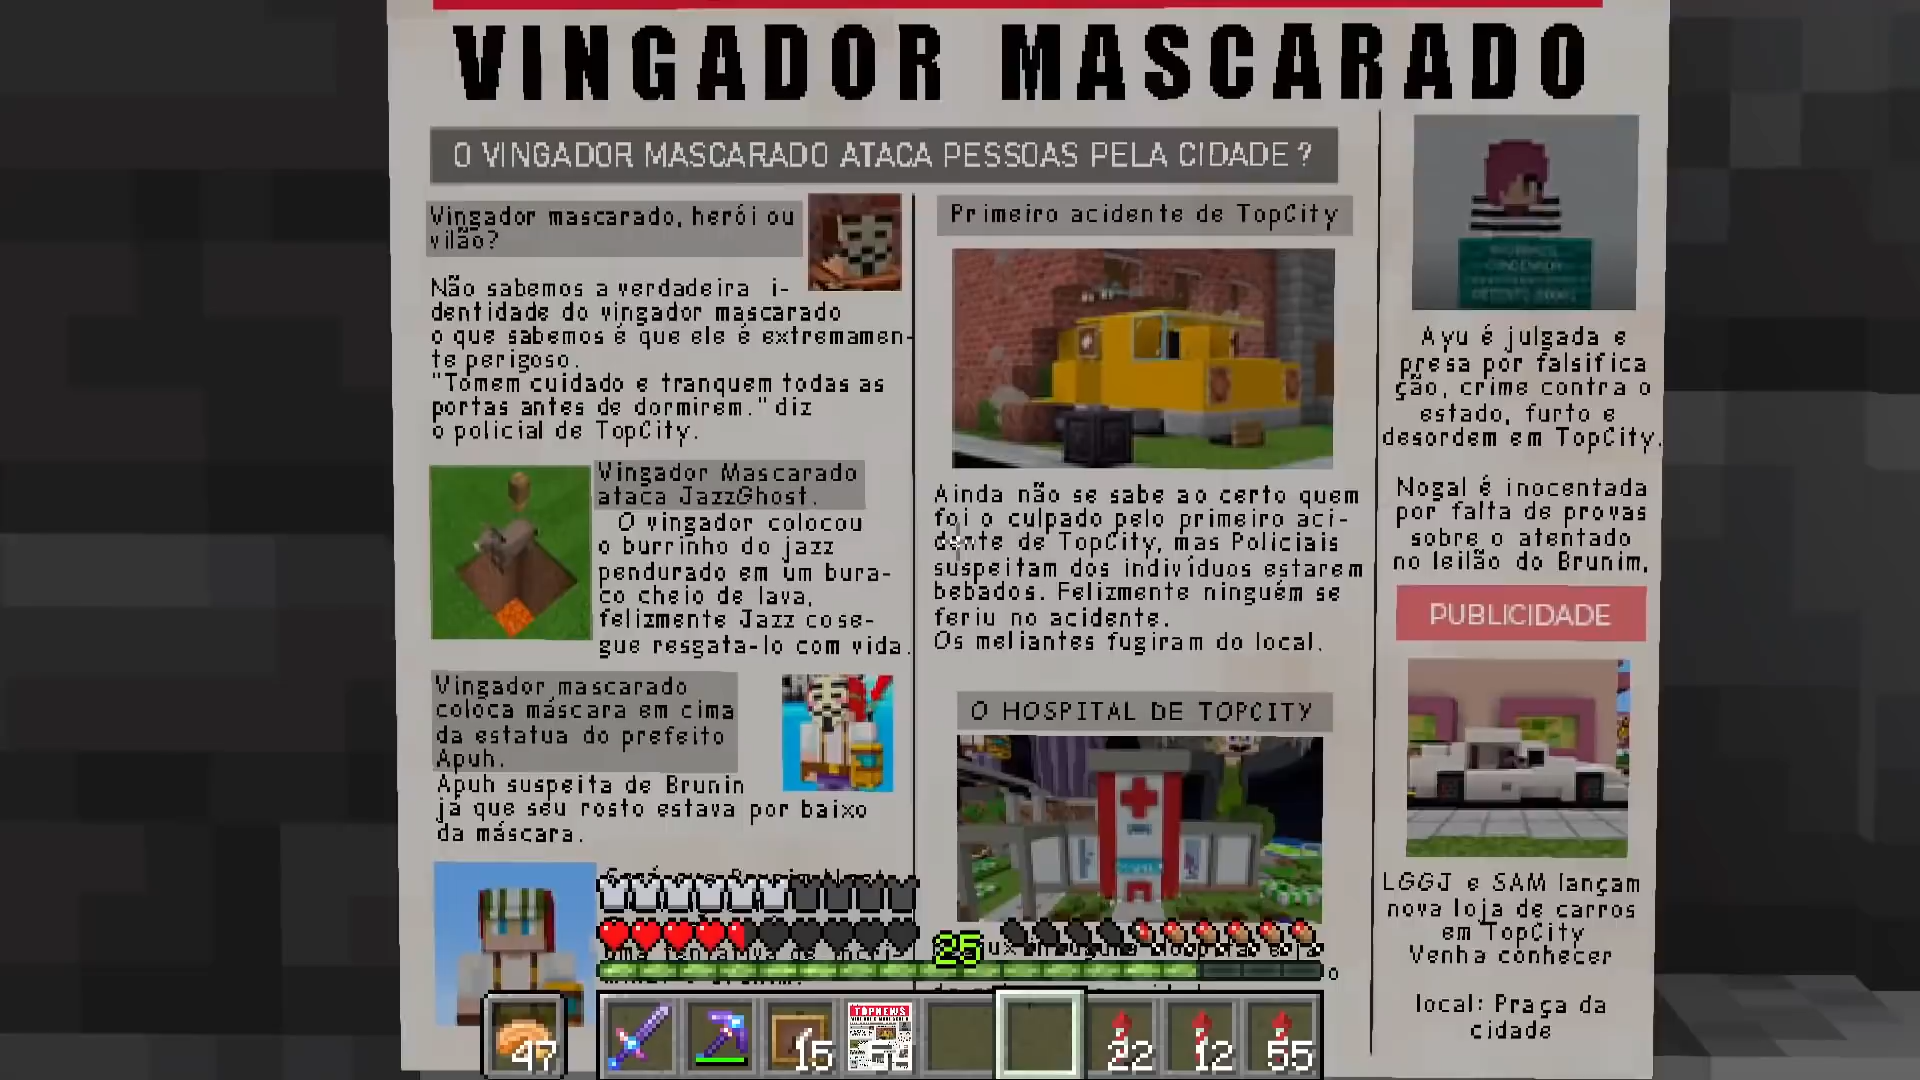 VINGADOR MASCARADO
O VINGADOR MASCARADO ATACA PESSOAS PELA CIDADE ?
Vingador mascarado, herói ou
vilão?
Não sabemos a verdadeira i-
dentidade do vingador mascarado
o que sabemos é que ele é extremamen-
te perigoso.
"Tomem cuidado e tranquem todas as
portas antes de dormirem." diz
o policial de TopCity.
Vingador Mascarado
ataca JazzGhost.
O vingador colocou
o burrinho do jazz
pendurado em um bura-
co cheio de lava,
felizmente Jazz cose-
gue resgata-lo com vida.
Vingador mascarado
coloca máscara em cima
da estatua do prefeito
Apuh.
Apuh suspeita de Brunin
já que seu rosto estava por baixo
da máscara.
uma tentativa de
Primeiro acidente de TopCity
Ainda não se sabe ao certo quem
foi o culpado pelo primeiro aci-
dente de TopCity, mas Policiais
suspeitam dos indivíduos estarem
bebados. Felizmente ninguém se
feriu no acidente.
Os meliantes fugiram do local.
O HOSPITAL DE TOPCITY
Ayu é julgada e
presa por falsifica
ção, crime contra o
estado, furto e
desordem em TopCity.
Nogal é inocentada
por falta de provas
sobre o atentado
no leilão do Brunim.
PUBLICIDADE
LGGJ e SAM lançam
nova loja de carros
em TopCity
Venha conhecer
local: Praça da
cidade
25
47
15
TOPNEWS
64
22
12
55